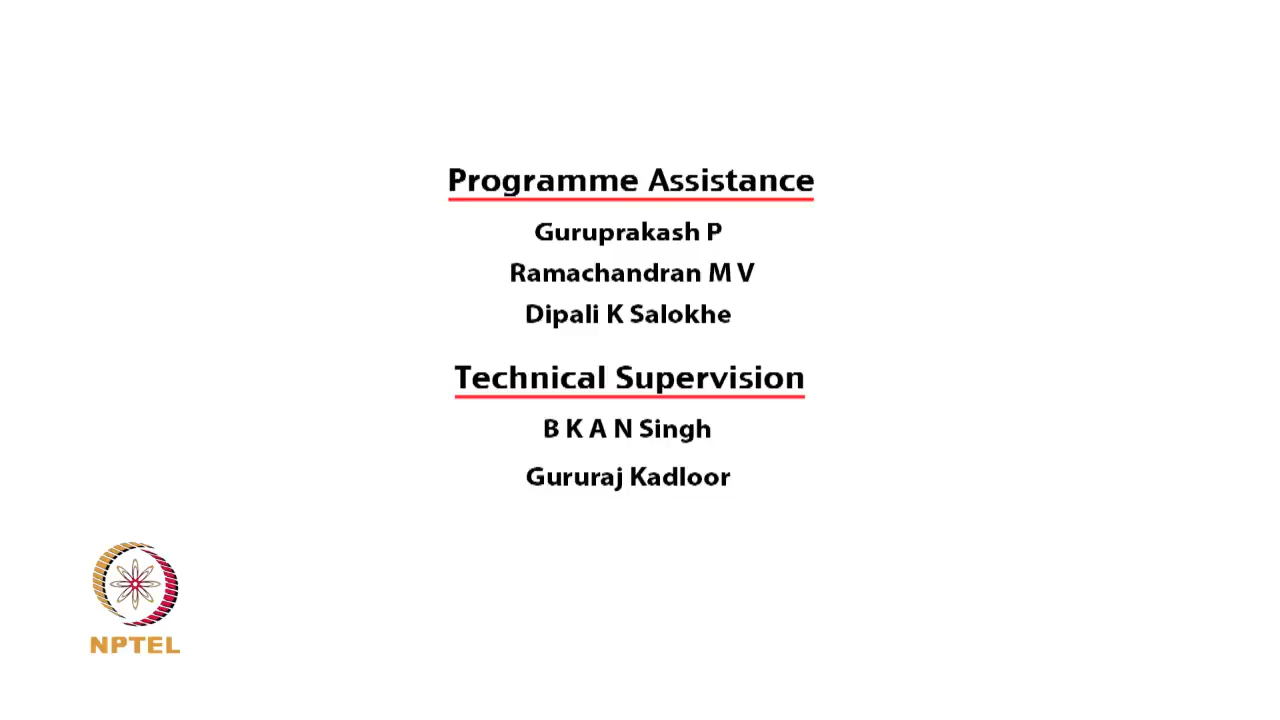 Programme Assistance
Guruprakash P
Ramachandran M V
Dipali K Salokhe
Technical Supervision
B K A N Singh
Gururaj Kadloor
NPTEL